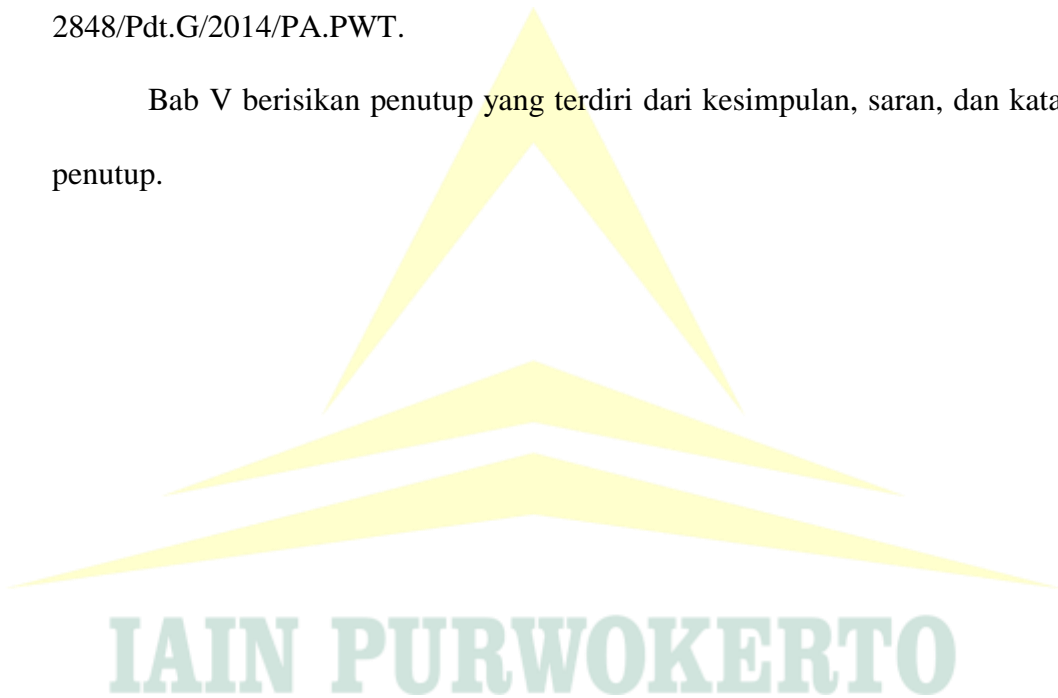 2848/Pdt.G/2014/PA.PWT.
Bab V berisikan penutup yang terdiri dari kesimpulan, saran, dan kata
penutup.
IAIN PURWOKERTO